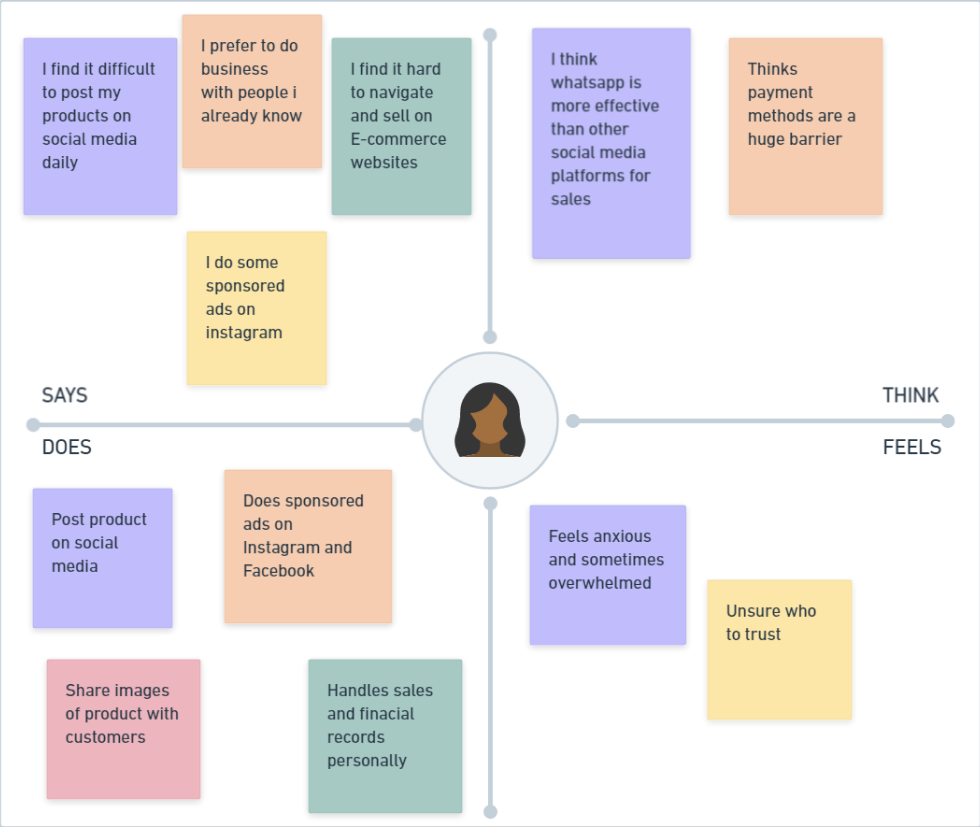 I find it difficult
to post my
products on
social media
daily
I prefer to do
business
with people i
already know
I find it hard
to navigate
and sell on
E-commerce
websites
I do some
sponsored
ads on
instagram
I think
whatsapp is
more effective
than other
social media
platforms for
sales
Thinks
payment
methods are a
huge barrier
SAYS
THINK
DOES
FEELS
Post product
on social
media
Does sponsored
ads on
Instagram and
Facebook
Share images
of product with
customers
Handles sales
and finacial
records
personally
Feels anxious
and sometimes
overwhelmed
Unsure who
to trust